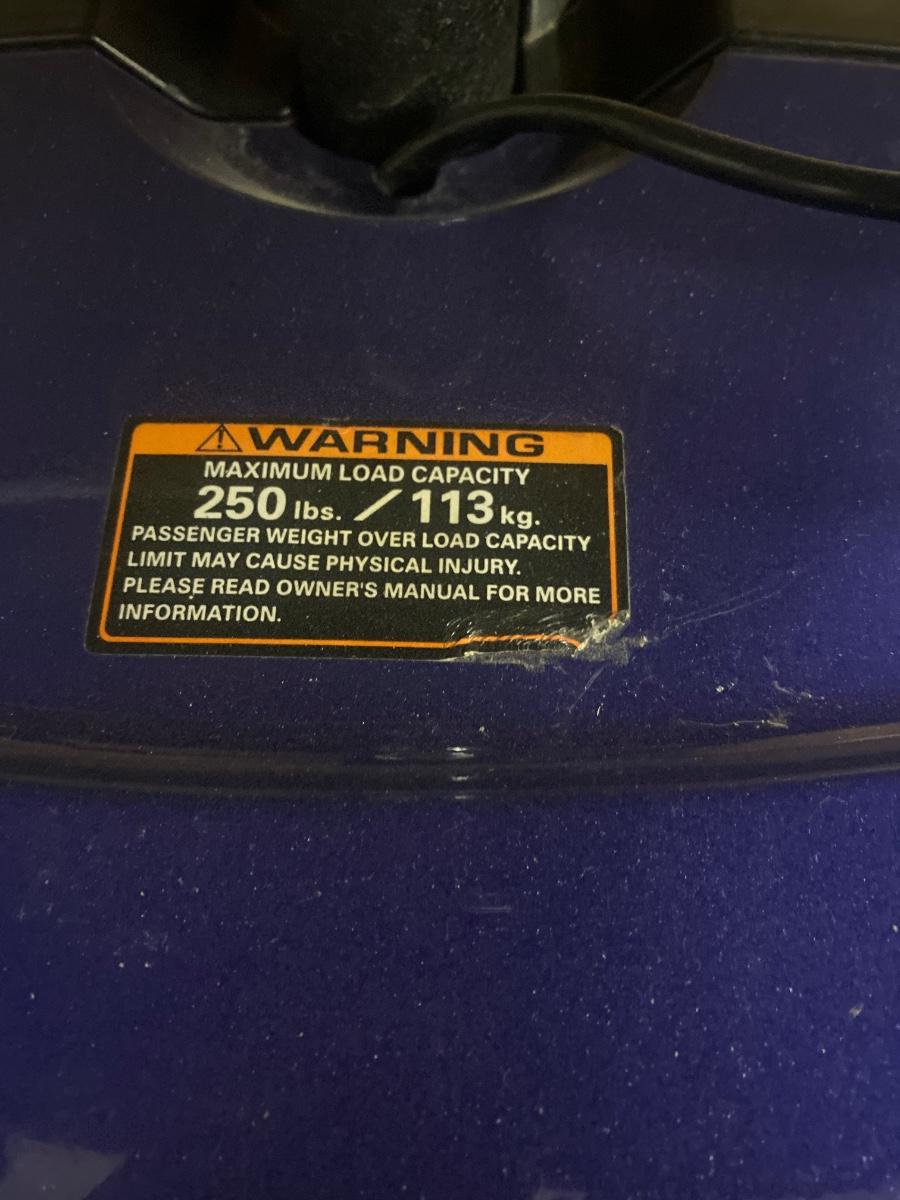 WARNING
MAXIMUM LOAD CAPACITY
250 lbs. / 113 kg.
PASSENGER WEIGHT OVER LOAD CAPACITY
LIMIT MAY CAUSE PHYSICAL INJURY.
PLEASE READ OWNER'S MANUAL FOR MORE
INFORMATION.